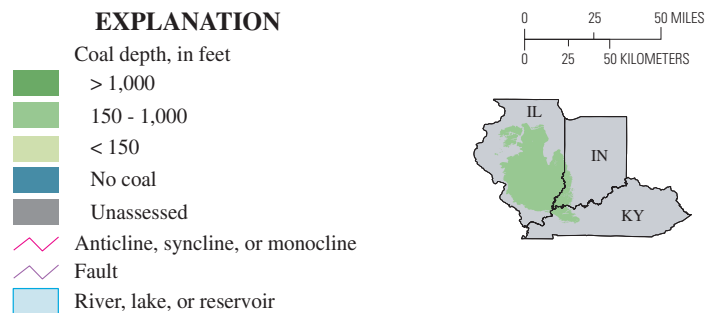 EXPLANATION
Coal depth, in feet
> 1,000
150 - 1,000
< 150
No coal
Unassessed
Anticline, syncline, or monocline
Fault
River, lake, or reservoir
0 25 50 MILES
0 25 50 KILOMETERS
IL
IN
KY